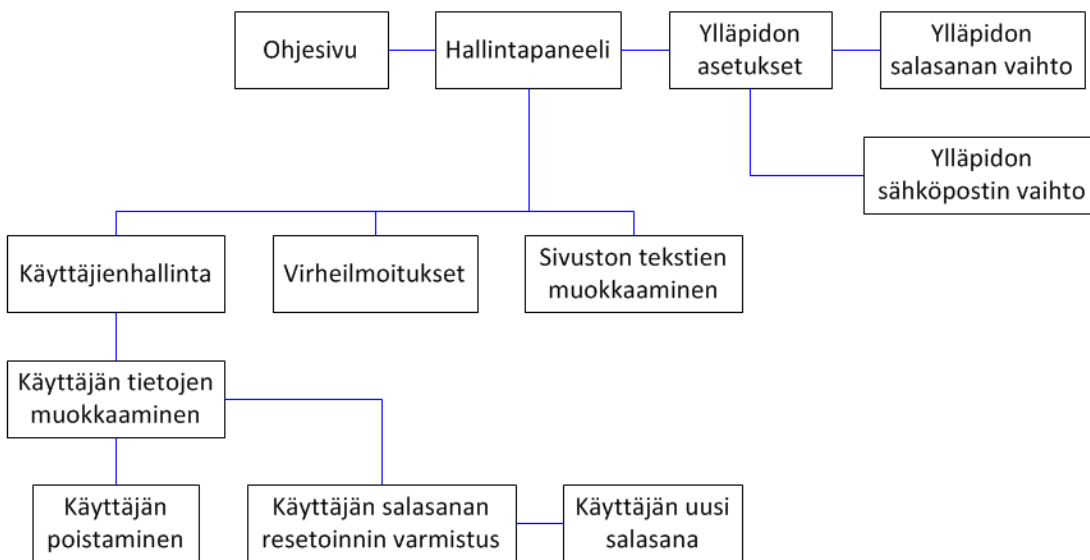 Ohjesivu
Hallintapaneeli
Ylläpidon
asetukset
Ylläpidon
salasanan vaihto
Ylläpidon
sähköpostin vaihto
Käyttäjienhallinta
Virheilmoitukset
Sivuston tekstien
muokkaaminen
Käyttäjän tietojen
muokkaaminen
Käyttäjän
poistaminen
Käyttäjän salasanan
resetoinnin varmistus
Käyttäjän uusi
salasana